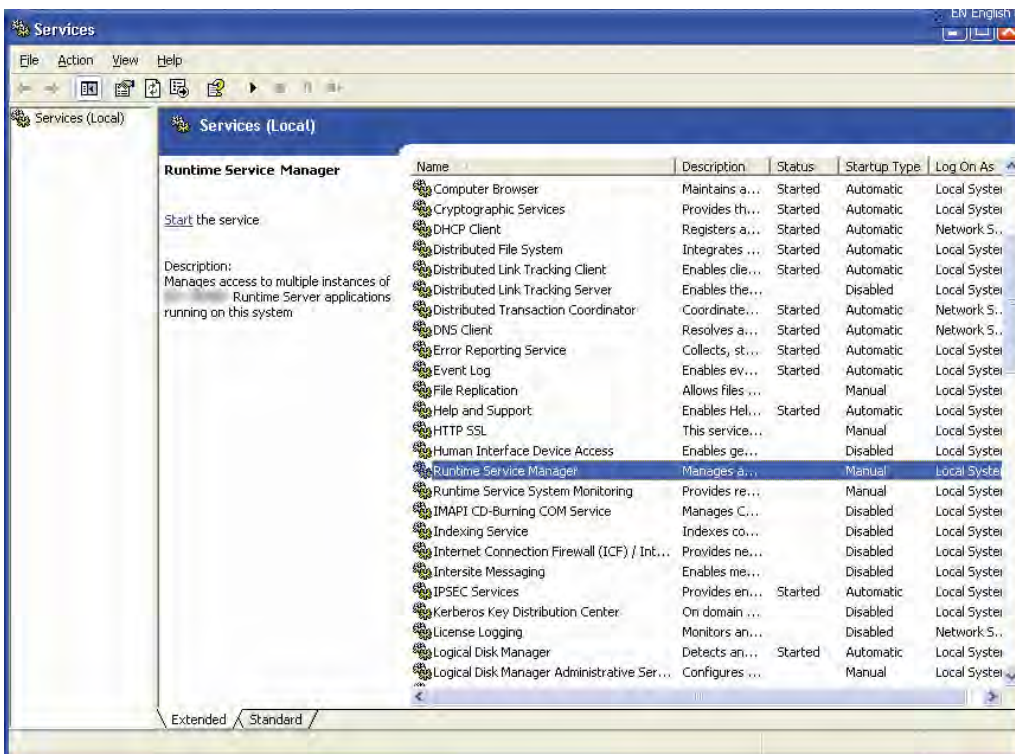 EN English
Services
File Action View Help
Services (Local)
Services (Local)
Runtime Service Manager
Start the service
Description:
Manages access to multiple instances of
Runtime Server applications
running on this system
Name Description Status Startup Type Log On As
Computer Browser Maintains a... Started Automatic Local Syster
Cryptographic Services Provides th... Started Automatic Local Syster
DHCP Client Registers a... Started Automatic Network S...
Distributed File System Integrates ... Started Automatic Local Syster
Distributed Link Tracking Client Enables clie... Started Automatic Local Syster
Distributed Link Tracking Server Enables the... Disabled Local Syster
Distributed Transaction Coordinator Coordinate... Started Automatic Network S...
DNS Client Resolves a... Started Automatic Network S...
Error Reporting Service Collects, st... Started Automatic Local Syster
Event Log Enables ev... Started Automatic Local Syster
File Replication Allows files ... Manual Local Syster
Help and Support Enables Hel... Started Automatic Local Syster
HTTP SSL This service... Manual Local Syster
Human Interface Device Access Enables ge... Disabled Local Syster
Runtime Service Manager Manages a... Manual Local Syster
Runtime Service System Monitoring Provides re... Manual Local Syster
IMAPI CD-Burning COM Service Manages C... Disabled Local Syster
Indexing Service Indexes co... Disabled Local Syster
Internet Connection Firewall (ICF) / Int... Provides ne... Disabled Local Syster
Intersite Messaging Enables me... Disabled Local Syster
IPSEC Services Provides en... Started Automatic Local Syster
Kerberos Key Distribution Center On domain ... Disabled Local Syster
License Logging Monitors an... Disabled Network S...
Logical Disk Manager Detects an... Started Automatic Local Syster
Logical Disk Manager Administrative Ser... Configures ... Manual Local Syster
Extended Standard